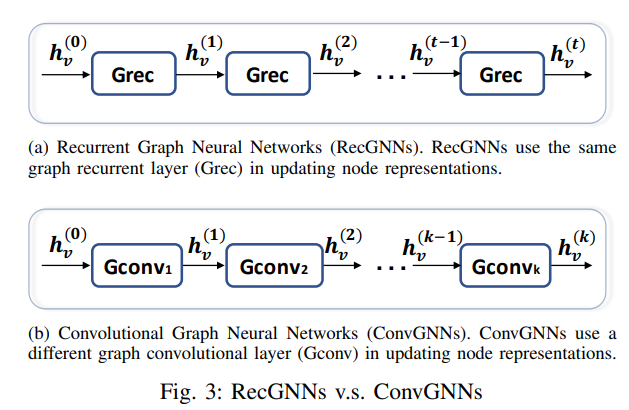 h_v^(0) h_v^(1) h_v^(2) h_v^(t−1) h_v^(t)
Grec Grec ... Grec
(a) Recurrent Graph Neural Networks (RecGNNs). RecGNNs use the same
graph recurrent layer (Grec) in updating node representations.
h_v^(0) h_v^(1) h_v^(2) h_v^(k−1) h_v^(k)
Gconv₁ Gconv₂ ... Gconvₖ
(b) Convolutional Graph Neural Networks (ConvGNNs). ConvGNNs use a
different graph convolutional layer (Gconv) in updating node representations.
Fig. 3: RecGNNs v.s. ConvGNNs